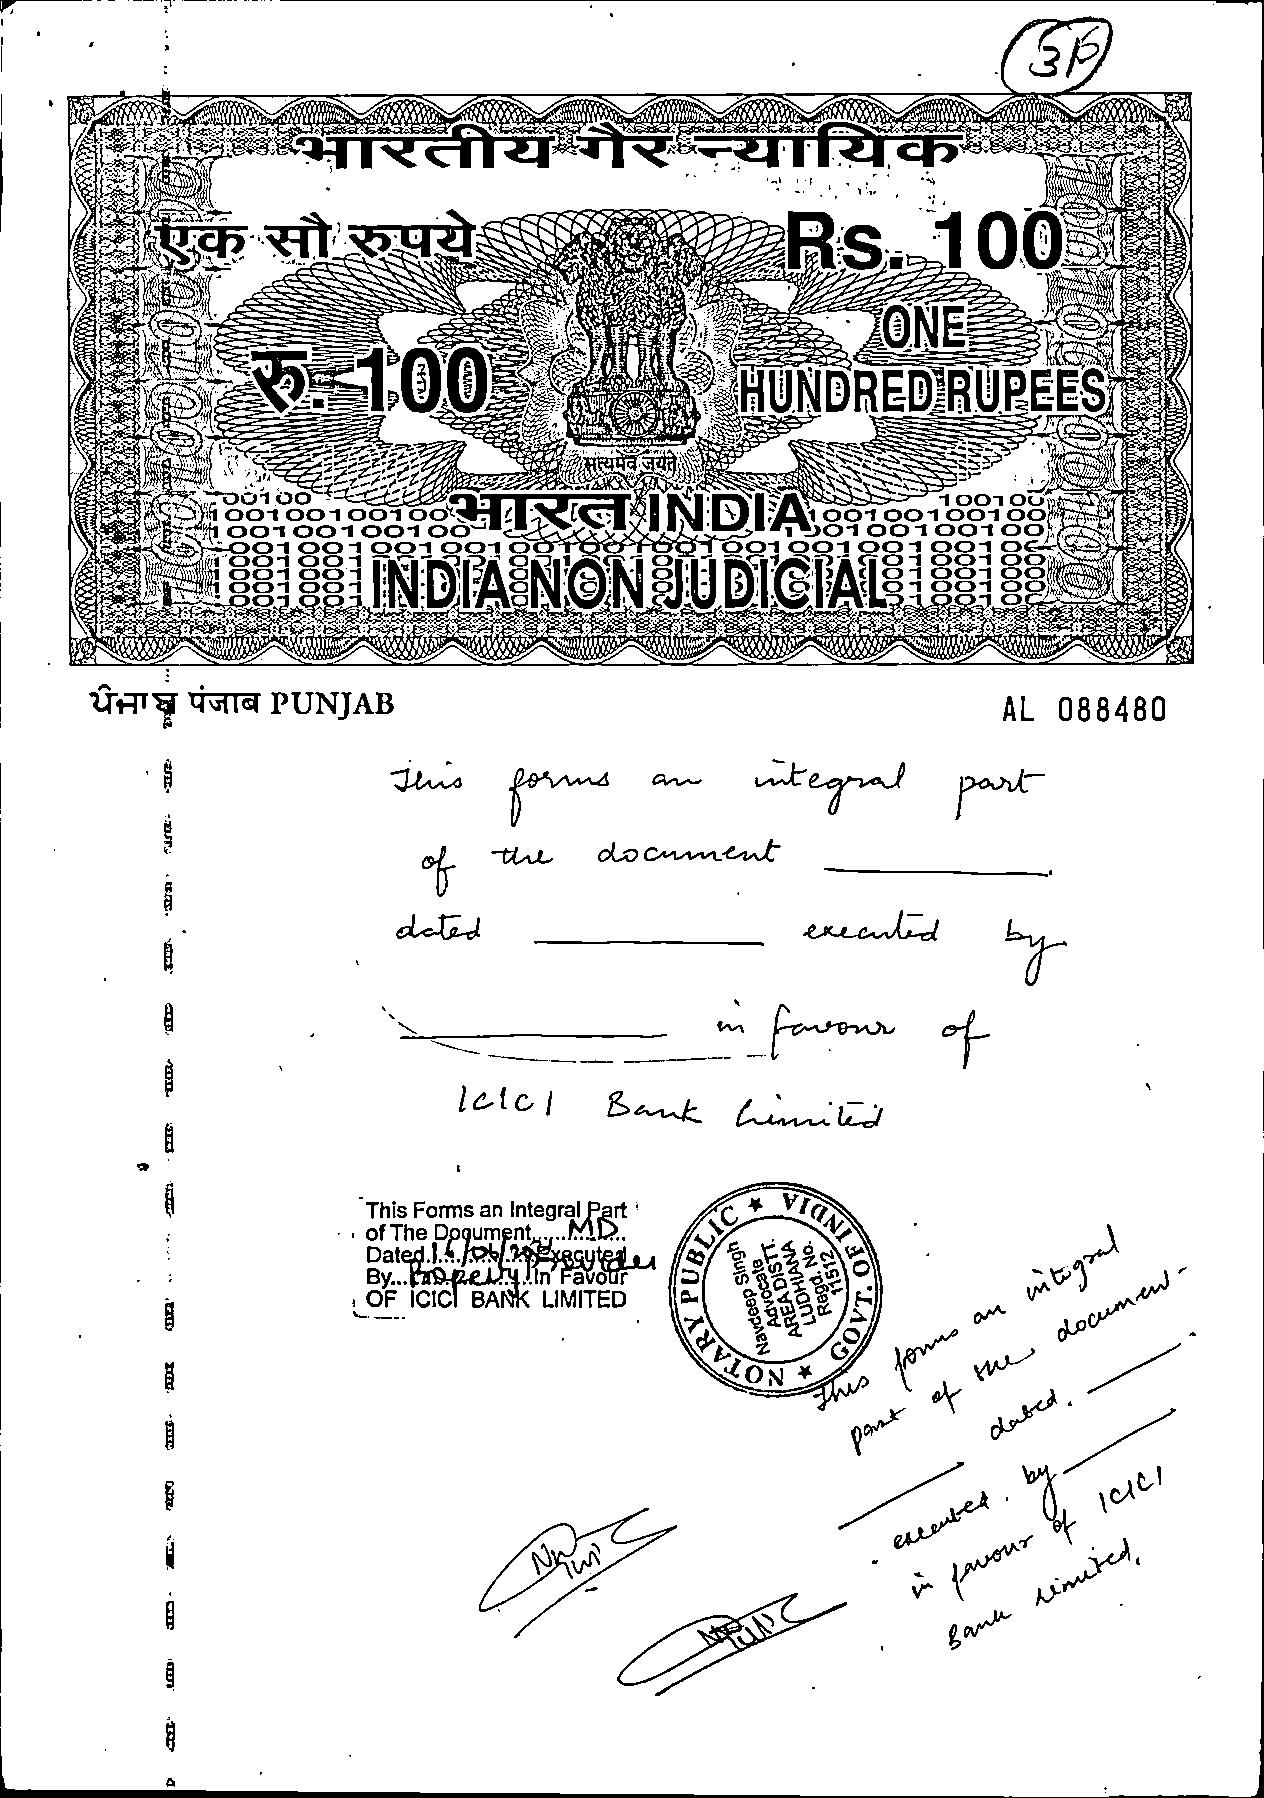 3P
भारतीय गैर न्यायिक
एक सौ रुपये
Rs. 100
रु. 100
ONE
HUNDRED RUPEES
सत्यमेव जयते
भारत INDIA
INDIA NON JUDICIAL
ਪੰਜਾਬ पंजाब PUNJAB
AL 088480
This forms an integral part
of the document ________
dated ________ executed by
________ in favour of
ICICI Bank Limited
This Forms an Integral Part
of The Document.......MD...
Dated.16/06/20 Executed
By...Property Provider In Favour
OF ICICI BANK LIMITED
NOTARY PUBLIC ★ GOVT. OF INDIA ★
Navdeep Singh
Advocate
AREA DISTT.
LUDHIANA
Regd. No.
11512
This forms an integral
part of the document
________ dated. ________
executed. by ________
in favour of ICICI
Bank Limited.